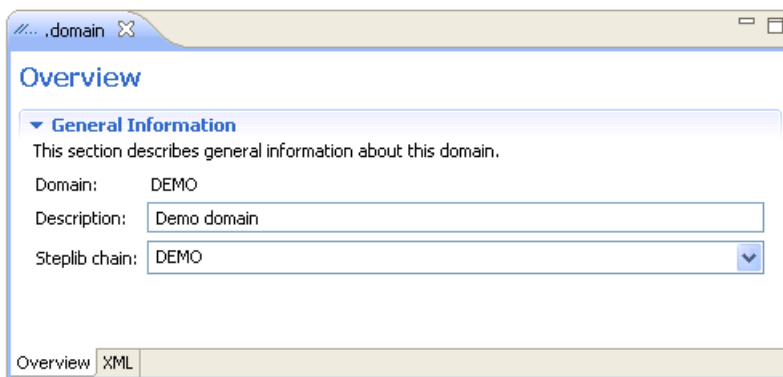 //... .domain
Overview
General Information
This section describes general information about this domain.
Domain: DEMO
Description: Demo domain
Steplib chain: DEMO
Overview XML